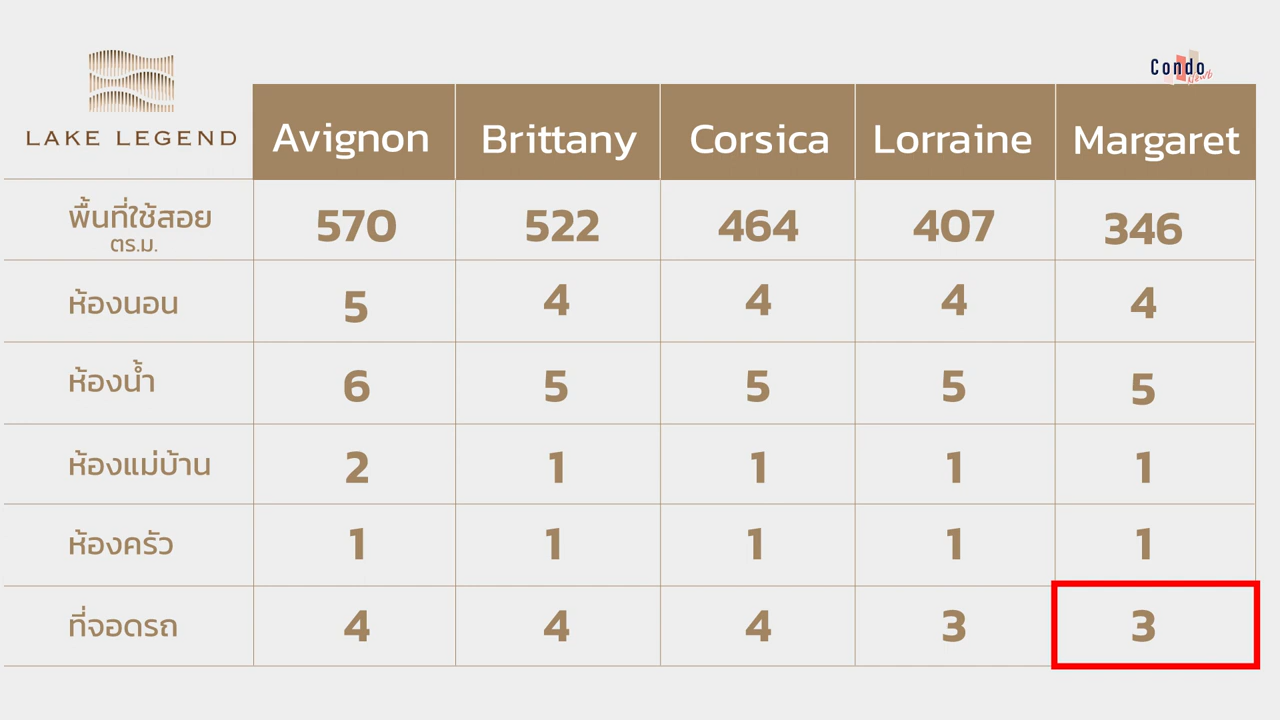 Condo
News
LAKE LEGEND
Avignon Brittany Corsica Lorraine Margaret
พื้นที่ใช้สอย 570 522 464 407 346
ตร.ม.
ห้องนอน 5 4 4 4 4
ห้องน้ำ 6 5 5 5 5
ห้องแม่บ้าน 2 1 1 1 1
ห้องครัว 1 1 1 1 1
ที่จอดรถ 4 4 4 3 3